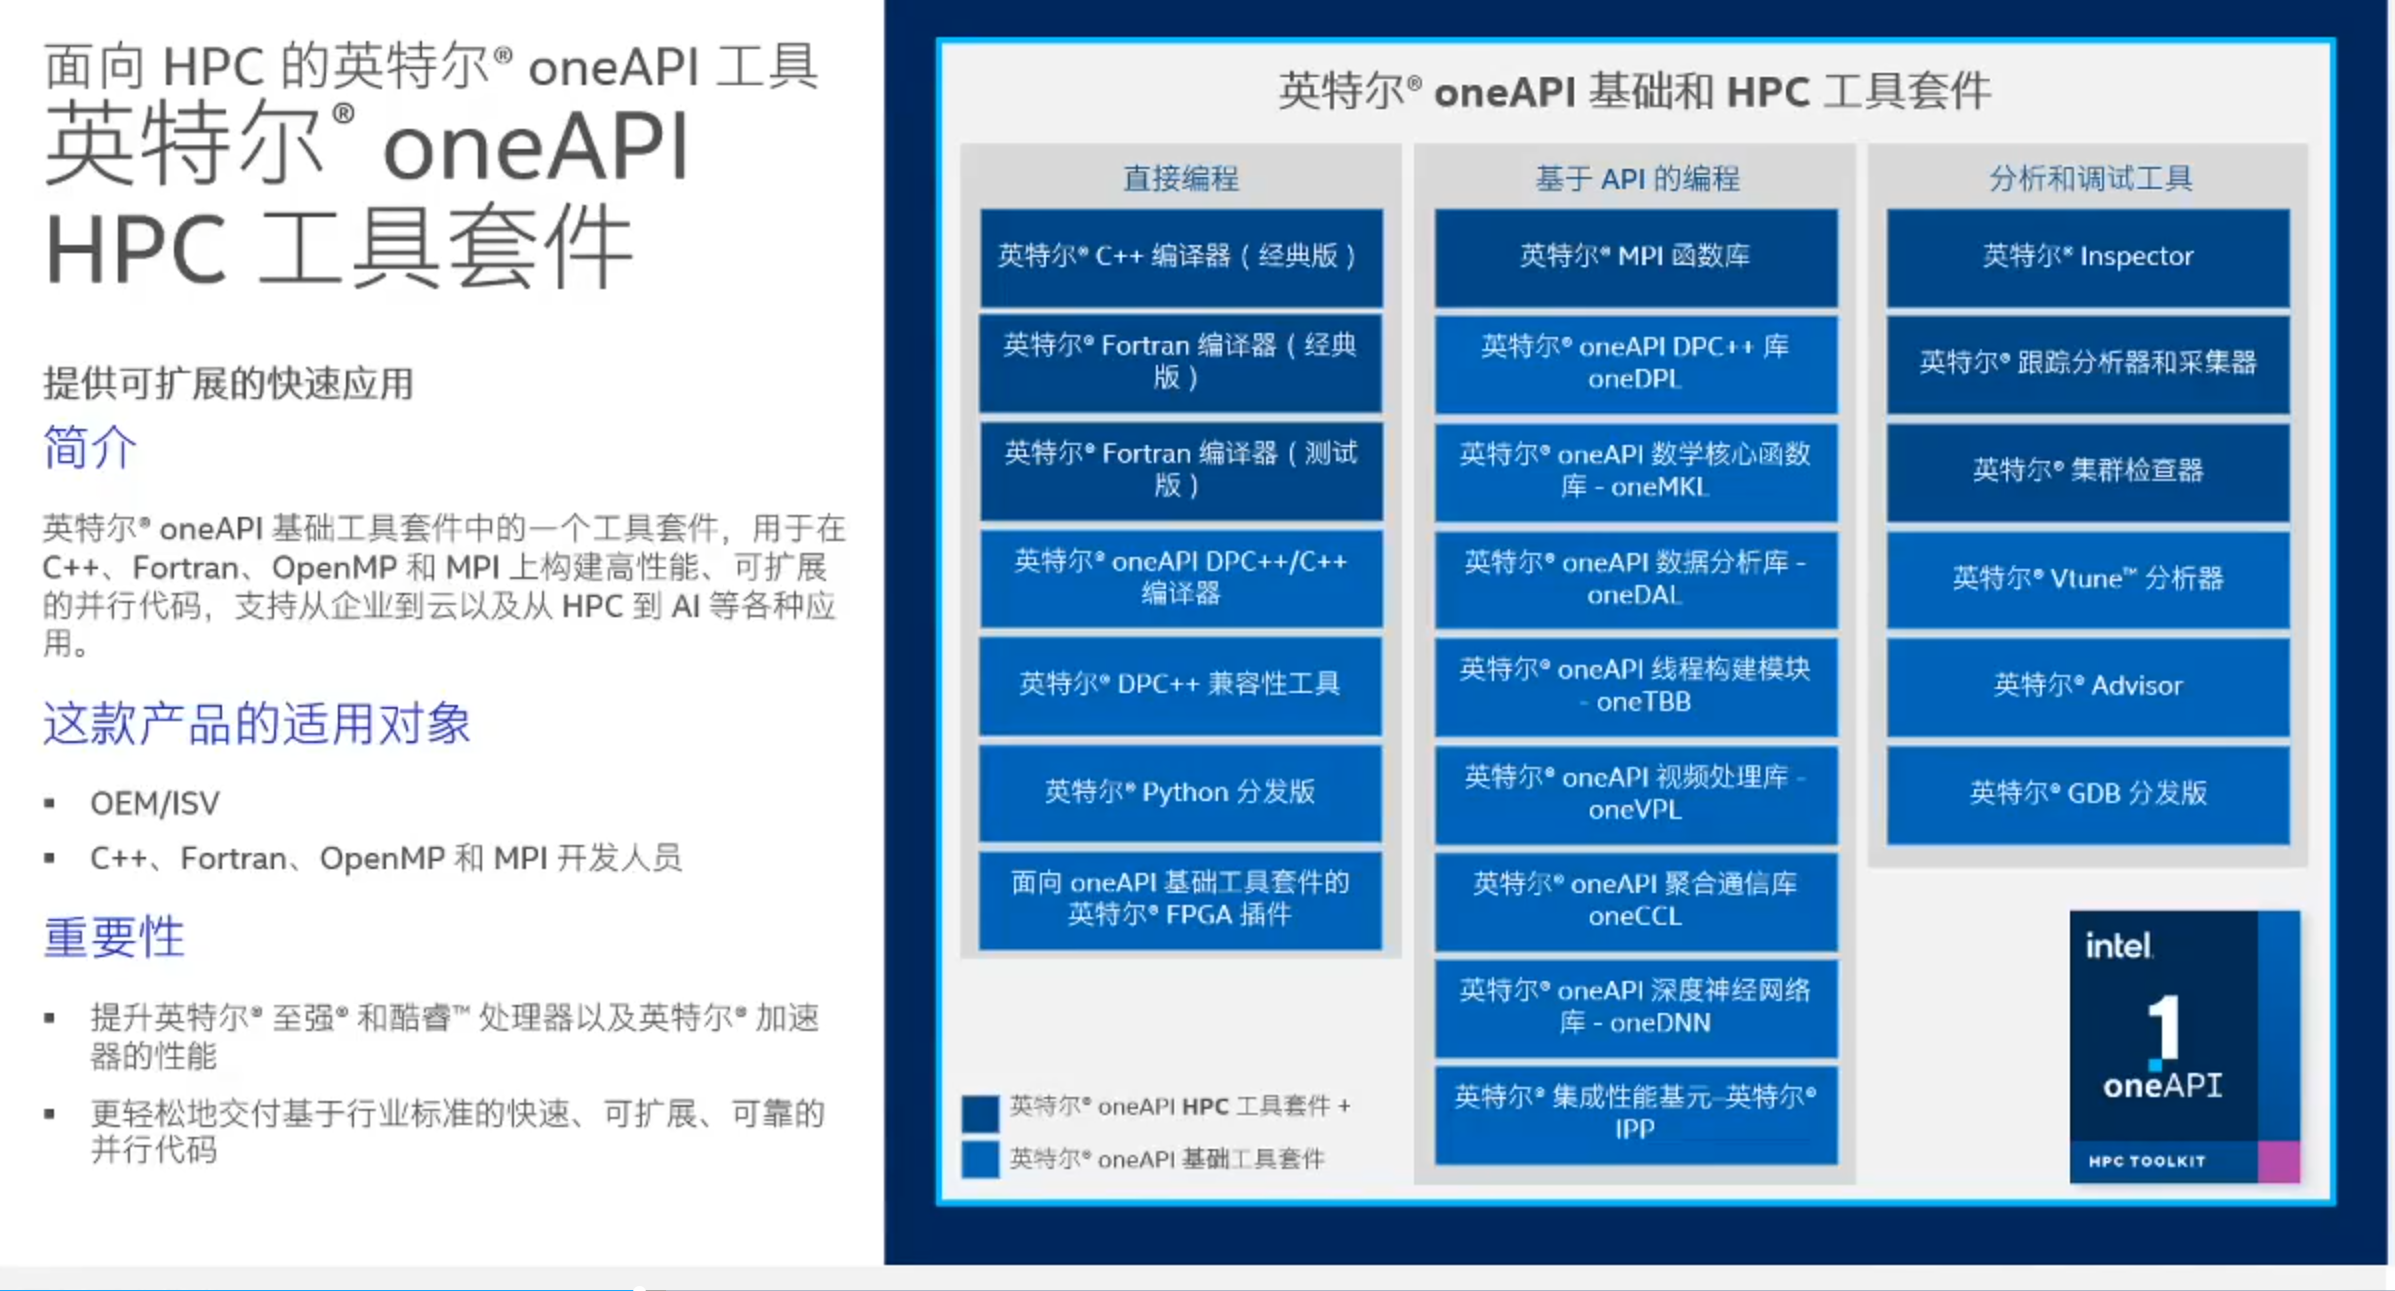 面向 HPC 的英特尔® oneAPI 工具
英特尔® oneAPI
HPC 工具套件
提供可扩展的快速应用
简介
英特尔® oneAPI 基础工具套件中的一个工具套件，用于在
C++、Fortran、OpenMP 和 MPI 上构建高性能、可扩展
的并行代码，支持从企业到云以及从 HPC 到 AI 等各种应
用。
这款产品的适用对象
▪ OEM/ISV
▪ C++、Fortran、OpenMP 和 MPI 开发人员
重要性
▪ 提升英特尔® 至强® 和酷睿™ 处理器以及英特尔® 加速
器的性能
▪ 更轻松地交付基于行业标准的快速、可扩展、可靠的
并行代码
英特尔® oneAPI 基础和 HPC 工具套件
直接编程
英特尔® C++ 编译器（经典版）
英特尔® Fortran 编译器（经典
版）
英特尔® Fortran 编译器（测试
版）
英特尔® oneAPI DPC++/C++
编译器
英特尔® DPC++ 兼容性工具
英特尔® Python 分发版
面向 oneAPI 基础工具套件的
英特尔® FPGA 插件
基于 API 的编程
英特尔® MPI 函数库
英特尔® oneAPI DPC++ 库
oneDPL
英特尔® oneAPI 数学核心函数
库 - oneMKL
英特尔® oneAPI 数据分析库 -
oneDAL
英特尔® oneAPI 线程构建模块
- oneTBB
英特尔® oneAPI 视频处理库 -
oneVPL
英特尔® oneAPI 聚合通信库
oneCCL
英特尔® oneAPI 深度神经网络
库 - oneDNN
英特尔® 集成性能基元–英特尔®
IPP
分析和调试工具
英特尔® Inspector
英特尔® 跟踪分析器和采集器
英特尔® 集群检查器
英特尔® Vtune™ 分析器
英特尔® Advisor
英特尔® GDB 分发版
英特尔® oneAPI HPC 工具套件 +
英特尔® oneAPI 基础工具套件
intel.
1
oneAPI
HPC TOOLKIT